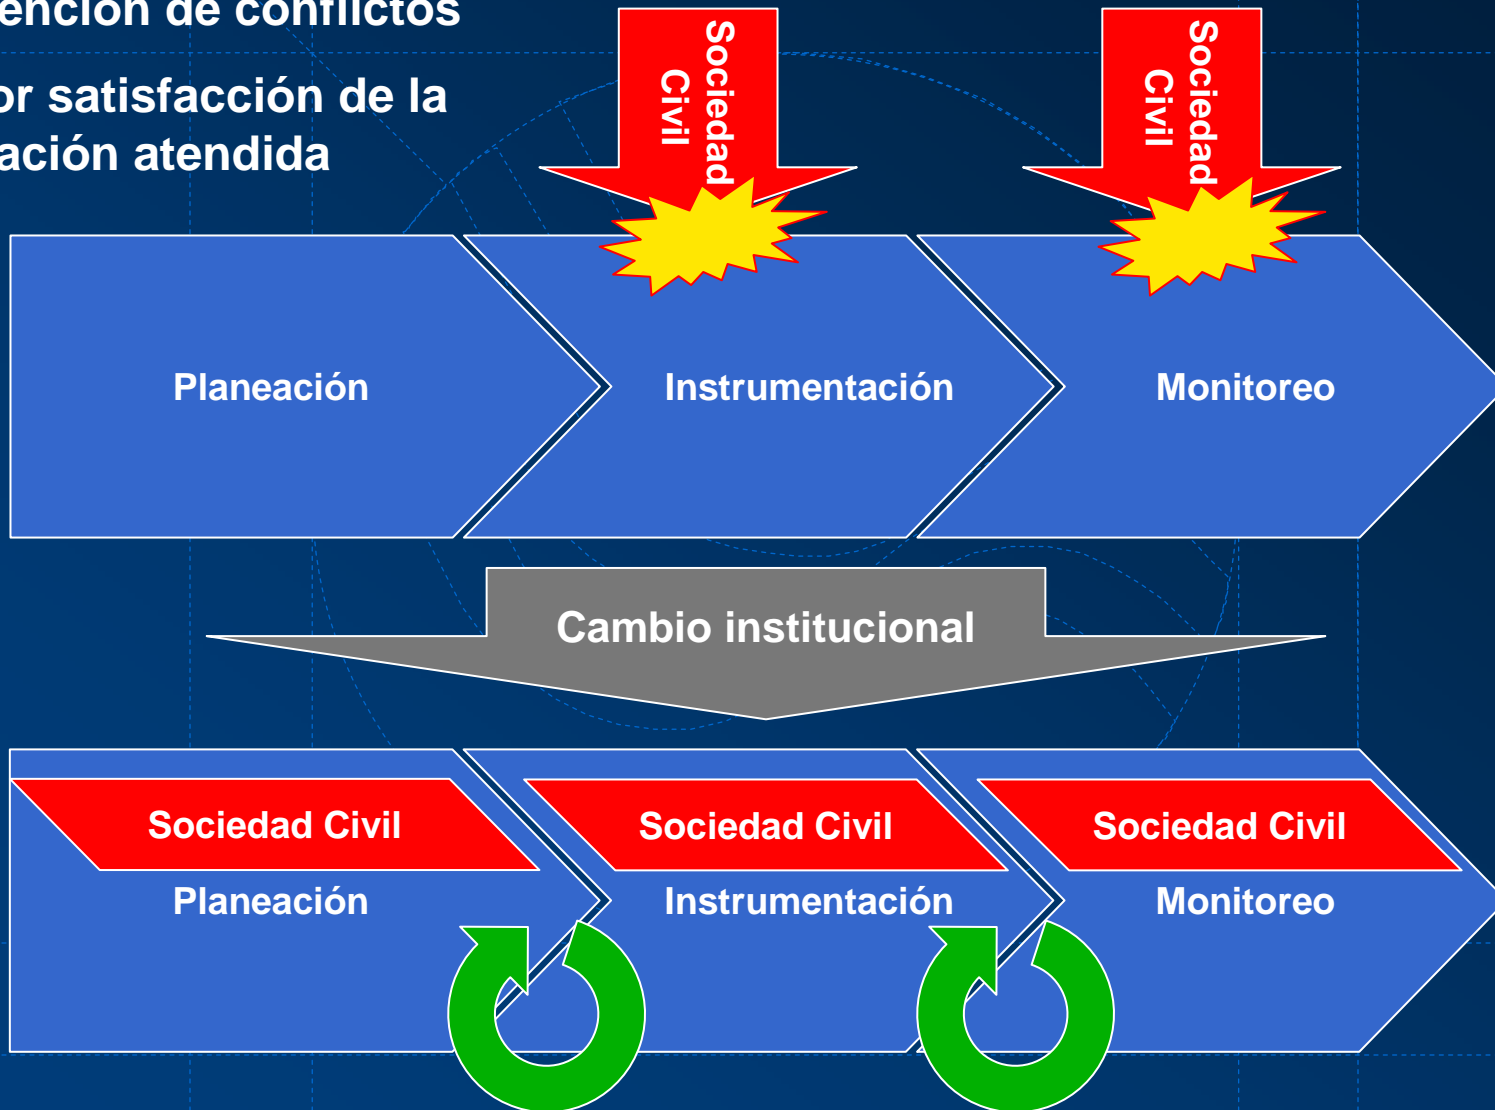 ención de conflictos
or satisfacción de la
ación atendida
Sociedad
Civil
Sociedad
Civil
Planeación
Instrumentación
Monitoreo
Cambio institucional
Sociedad Civil
Sociedad Civil
Sociedad Civil
Planeación
Instrumentación
Monitoreo